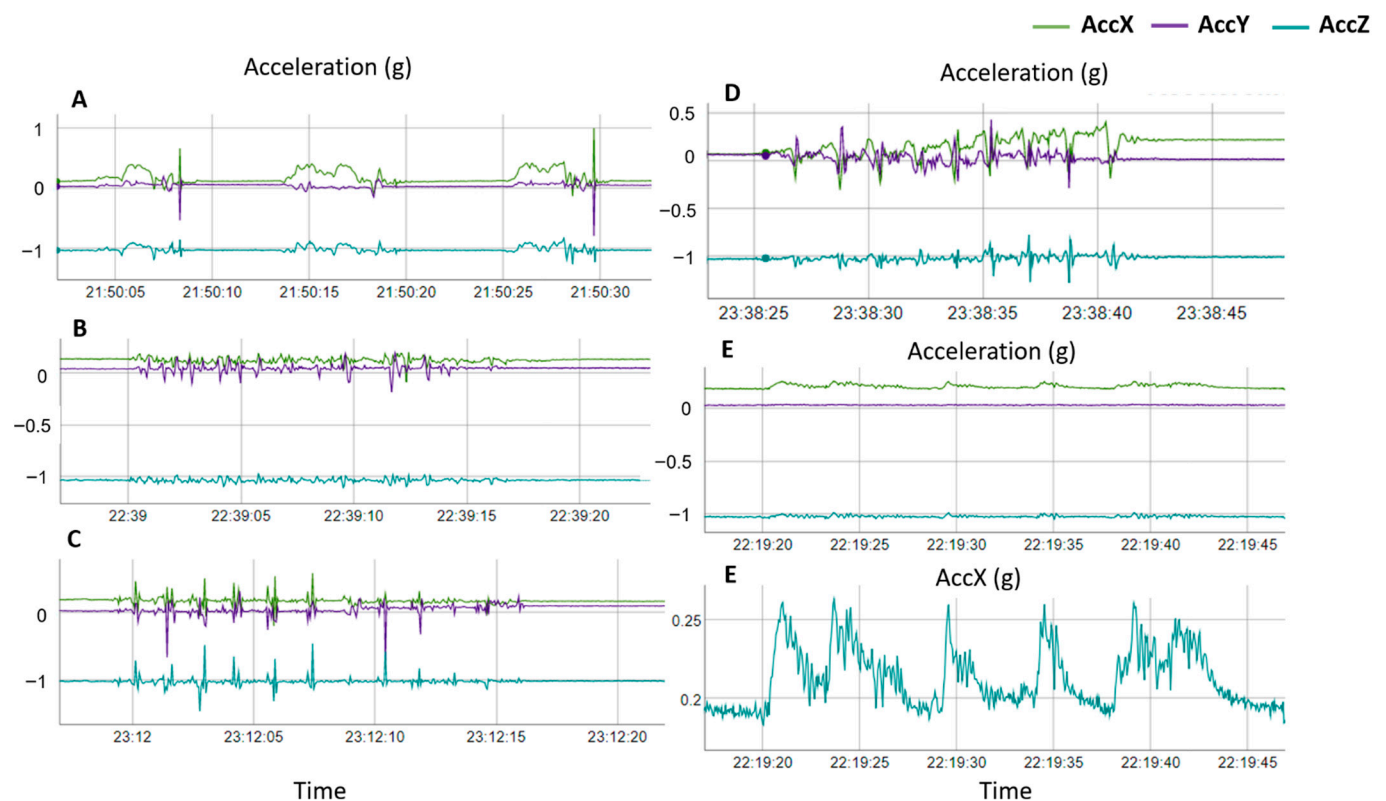 AccX AccY AccZ
Acceleration (g)
A
1
0
−1
21:50:05 21:50:10 21:50:15 21:50:20 21:50:25 21:50:30
B
0
−0.5
−1
22:39 22:39:05 22:39:10 22:39:15 22:39:20
C
0
−1
23:12 23:12:05 23:12:10 23:12:15 23:12:20
Time
Acceleration (g)
D
0.5
0
−0.5
−1
23:38:25 23:38:30 23:38:35 23:38:40 23:38:45
E
Acceleration (g)
0
−0.5
−1
22:19:20 22:19:25 22:19:30 22:19:35 22:19:40 22:19:45
E
AccX (g)
0.25
0.2
22:19:20 22:19:25 22:19:30 22:19:35 22:19:40 22:19:45
Time